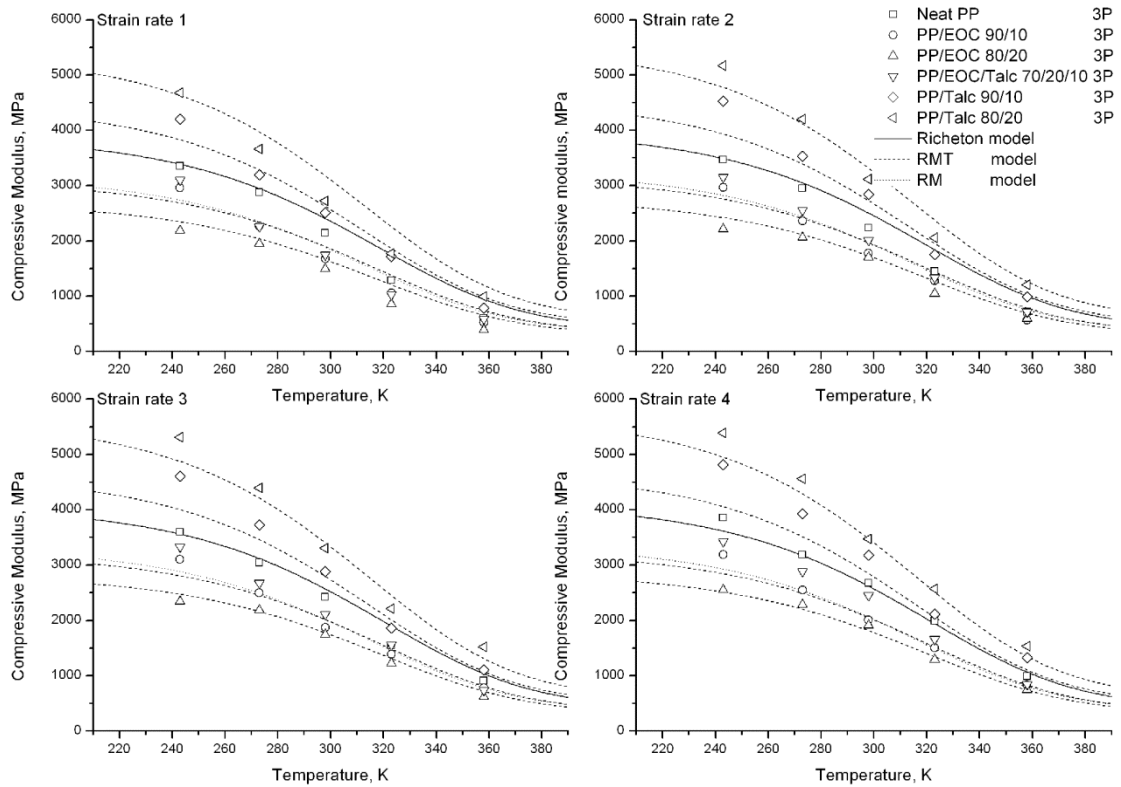 Strain rate 1
6000
5000
4000
3000
2000
1000
0
Compressive Modulus, MPa
220 240 260 280 300 320 340 360 380
Temperature, K
Strain rate 2
6000
5000
4000
3000
2000
1000
0
Compressive modulus, MPa
220 240 260 280 300 320 340 360 380
Temperature, K
Neat PP 3P
PP/EOC 90/10 3P
PP/EOC 80/20 3P
PP/EOC/Talc 70/20/10 3P
PP/Talc 90/10 3P
PP/Talc 80/20 3P
Richeton model
RMT model
RM model
Strain rate 3
6000
5000
4000
3000
2000
1000
0
Compressive Modulus, MPa
220 240 260 280 300 320 340 360 380
Temperature, K
Strain rate 4
6000
5000
4000
3000
2000
1000
0
Compressive Modulus, MPa
220 240 260 280 300 320 340 360 380
Temperature, K